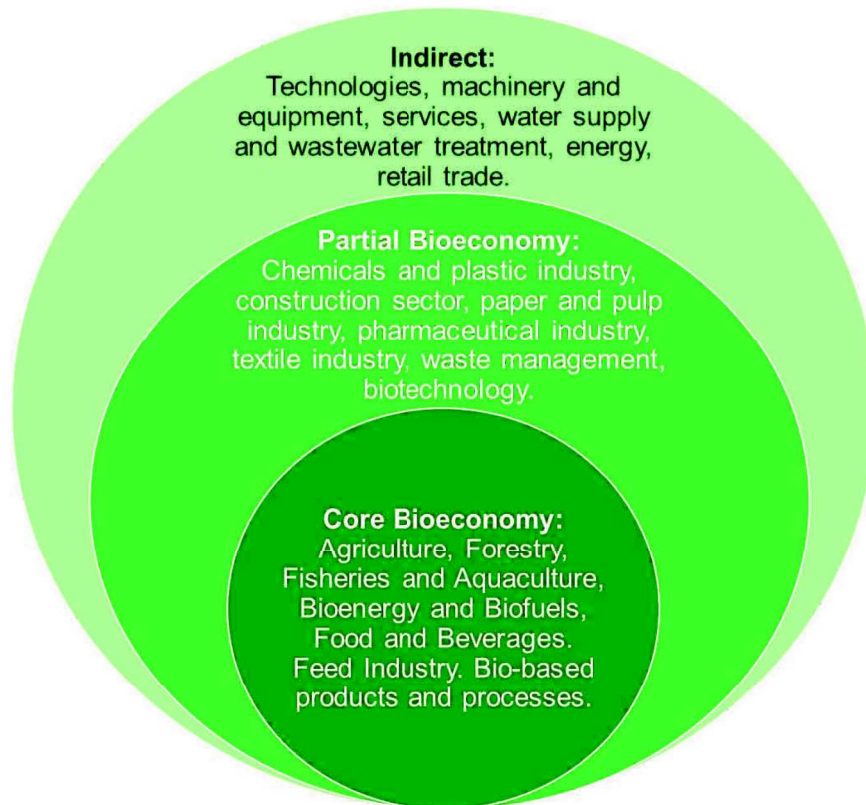 Indirect:
Technologies, machinery and
equipment, services, water supply
and wastewater treatment, energy,
retail trade.
Partial Bioeconomy:
Chemicals and plastic industry,
construction sector, paper and pulp
industry, pharmaceutical industry,
textile industry, waste management,
biotechnology.
Core Bioeconomy:
Agriculture, Forestry,
Fisheries and Aquaculture,
Bioenergy and Biofuels,
Food and Beverages.
Feed Industry. Bio-based
products and processes.